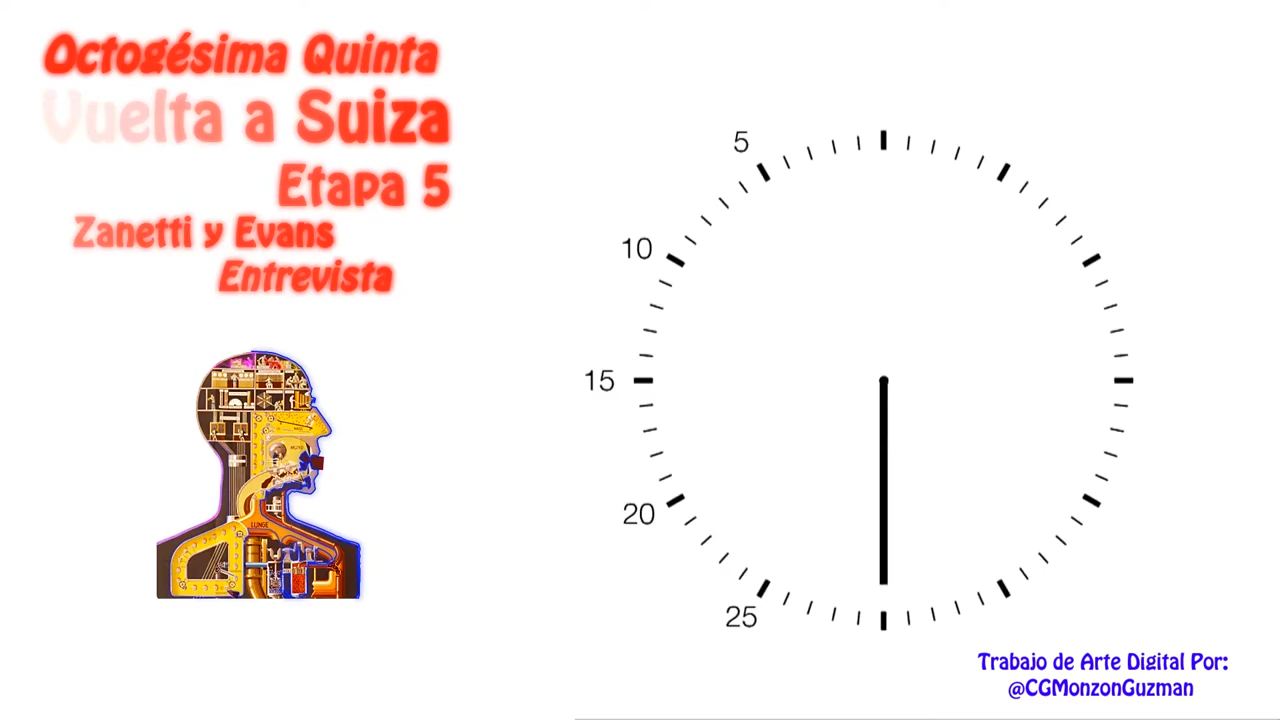 Octogésima Quinta
Vuelta a Suiza
Etapa 5
Zanetti y Evans
Entrevista
5
10
15
20
25
LUNGE
Trabajo de Arte Digital Por:
@CGMonzonGuzman